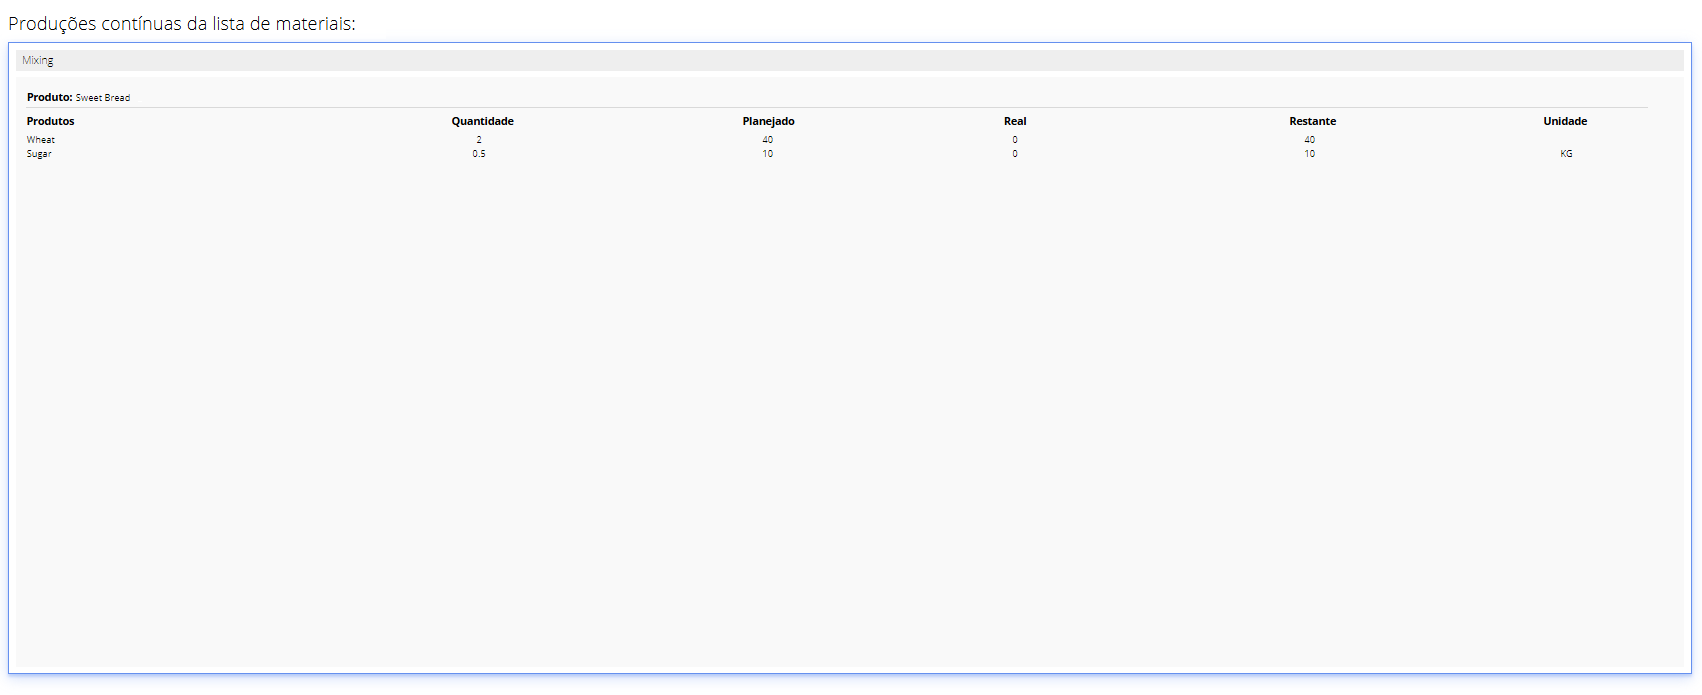 Produções contínuas da lista de materiais:
Mixing
Produto: Sweet Bread
Produtos Quantidade Planejado Real Restante Unidade
Wheat 2 40 0 40
Sugar 0.5 10 0 10 KG